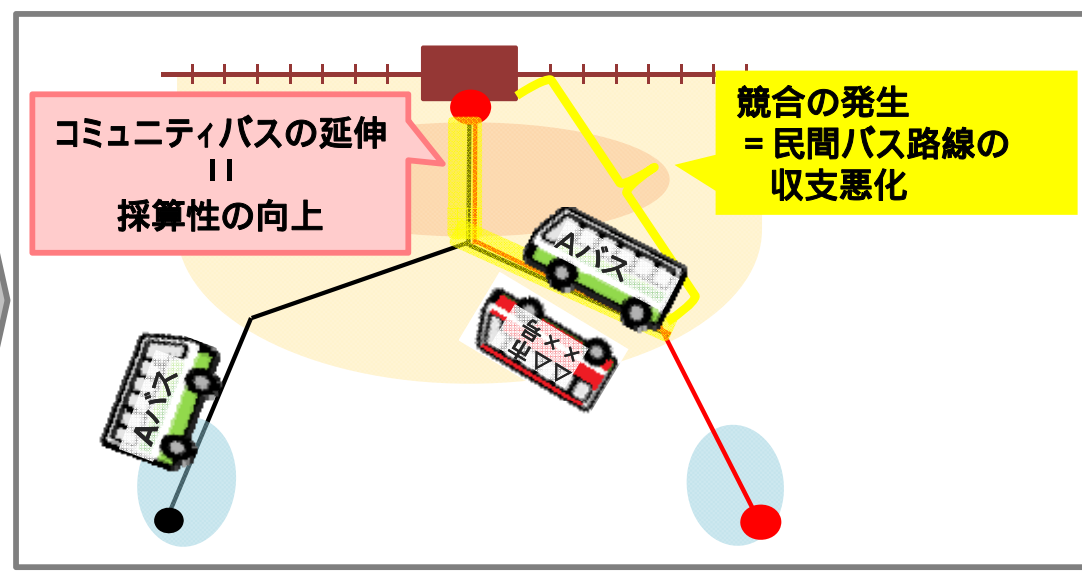 コミュニティバスの延伸
=
採算性の向上
競合の発生
=民間バス路線の
収支悪化
Aバス
△△市
××号
Aバス